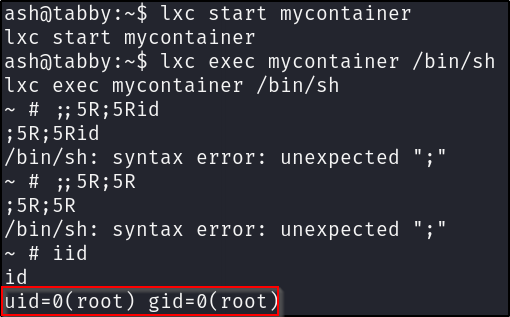 ash@tabby:~$ lxc start mycontainer
lxc start mycontainer
ash@tabby:~$ lxc exec mycontainer /bin/sh
lxc exec mycontainer /bin/sh
~ # ;;5R;5Rid
;5R;5Rid
/bin/sh: syntax error: unexpected ";"
~ # ;;5R;5R
;5R;5R
/bin/sh: syntax error: unexpected ";"
~ # iid
id
uid=0(root) gid=0(root)